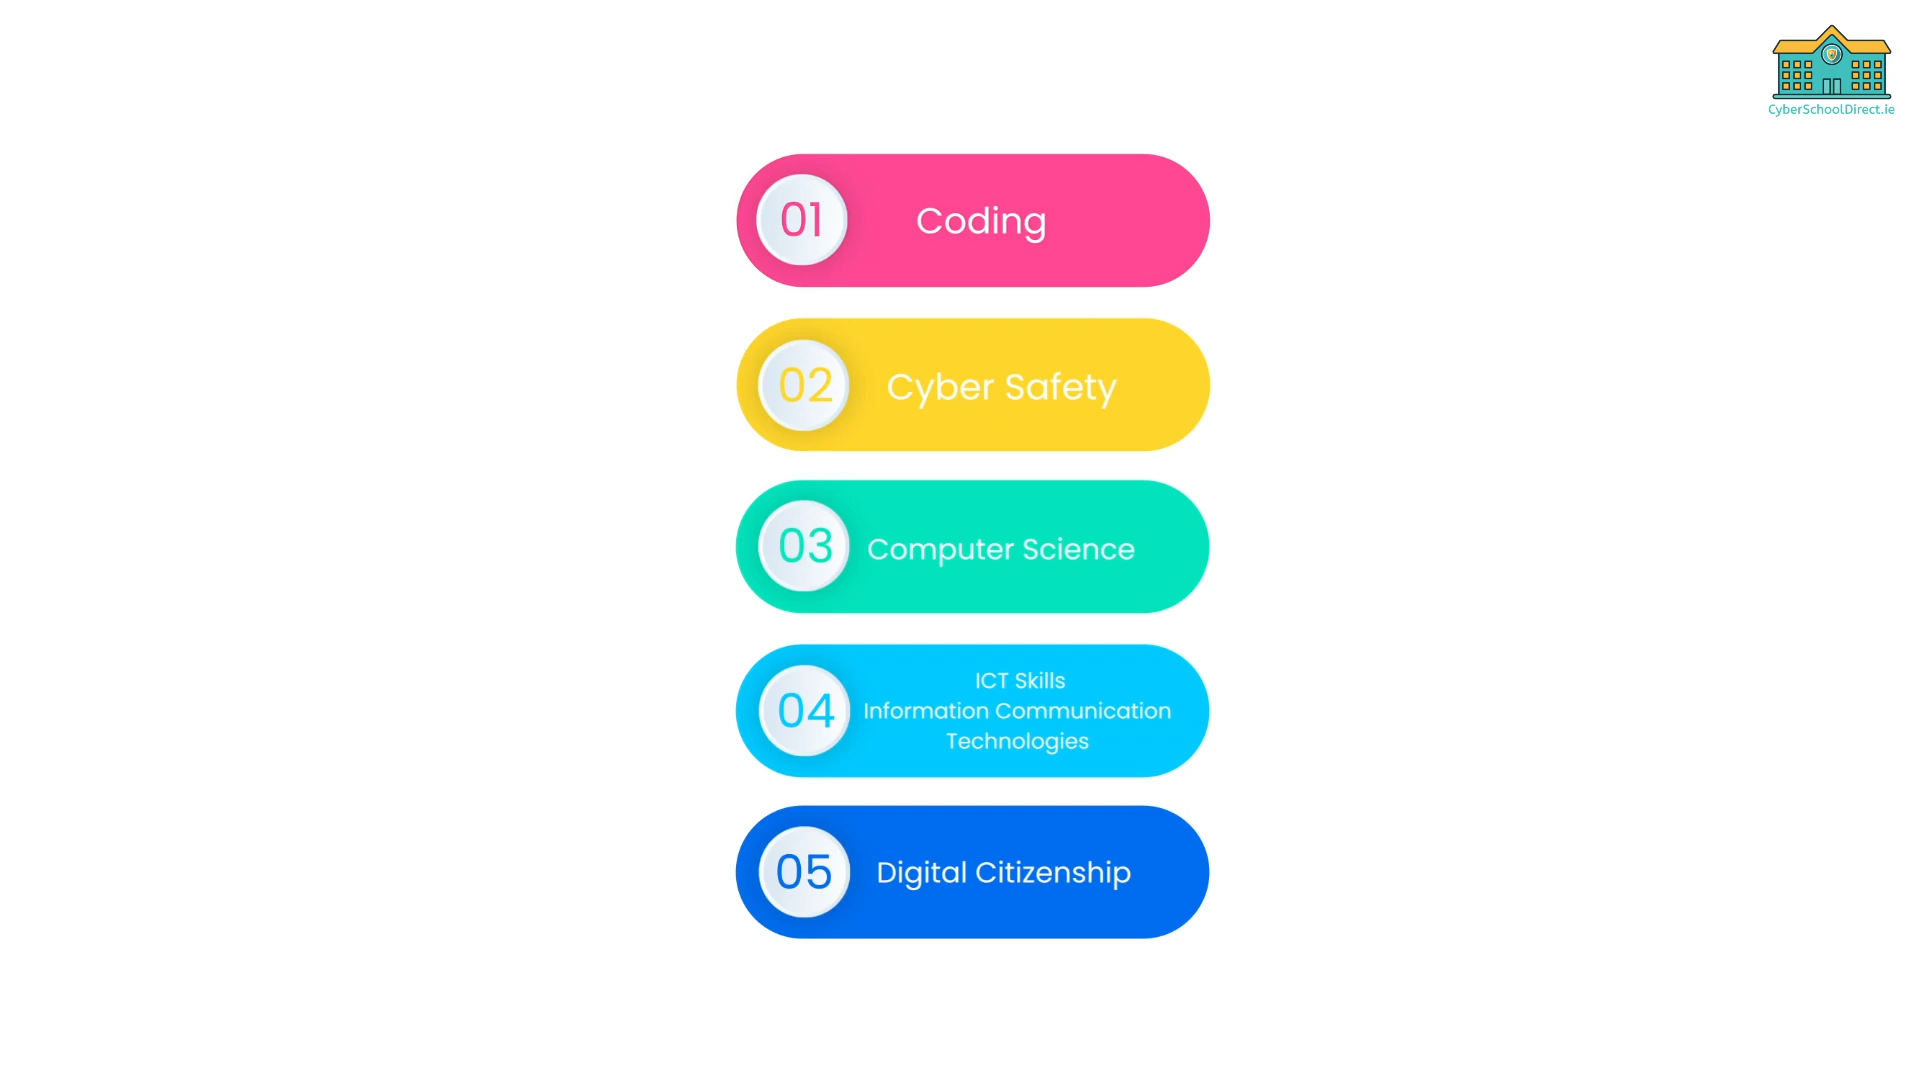 CyberSchoolDirect.ie
01
Coding
02
Cyber Safety
03
Computer Science
04
ICT Skills
Information Communication
Technologies
05
Digital Citizenship